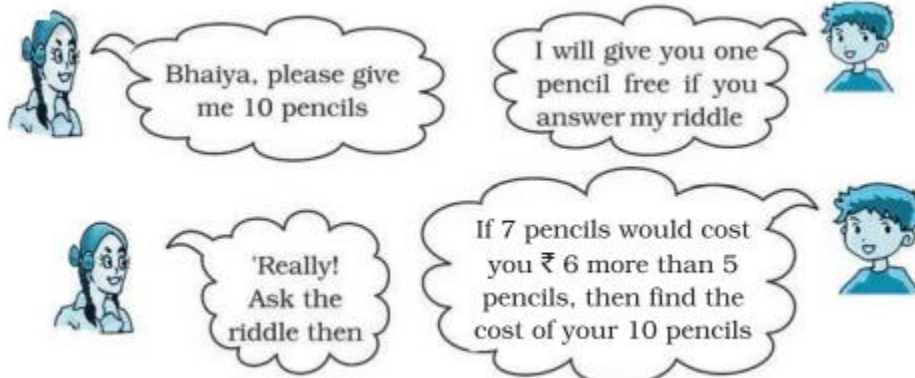 Bhaiya, please give
me 10 pencils
I will give you one
pencil free if you
answer my riddle
'Really!
Ask the
riddle then
If 7 pencils would cost
you ₹ 6 more than 5
pencils, then find the
cost of your 10 pencils